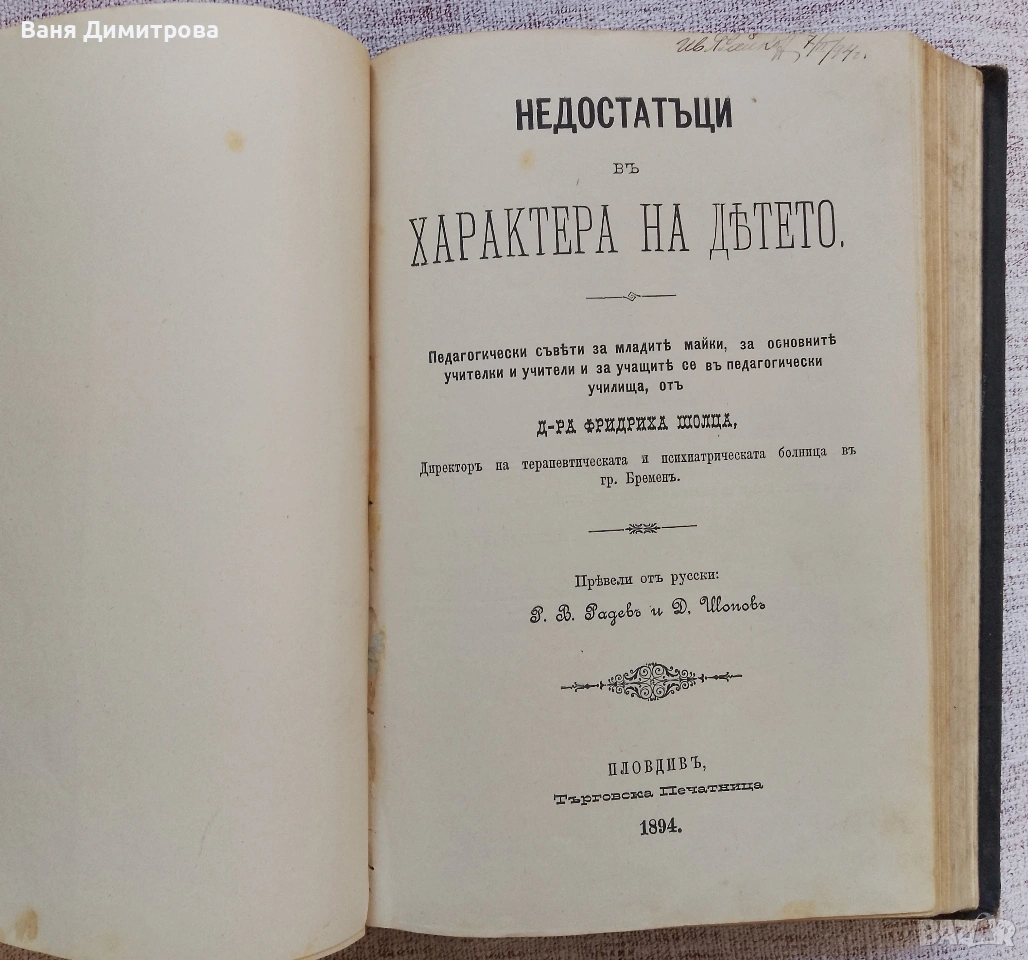 Ваня Димитрова
НЕДОСТАТЪЦИ
ВЪ
ХАРАКТЕРА НА ДѢТЕТО.
Педагогически съвѣти за младитѣ майки, за основнитѣ
учителки и учители и за учащитѣ се въ педагогически
училища, отъ
Д-РА ФРИДРИХА ШОЛЦА,
Директоръ на терапевтическата и психиатрическата болница въ
гр. Бременъ.
Прѣвели отъ русски:
Р. В. Радевъ и Д. Шоповъ
ПЛОВДИВЪ,
Търговска Печатница
1894.
BAZAR